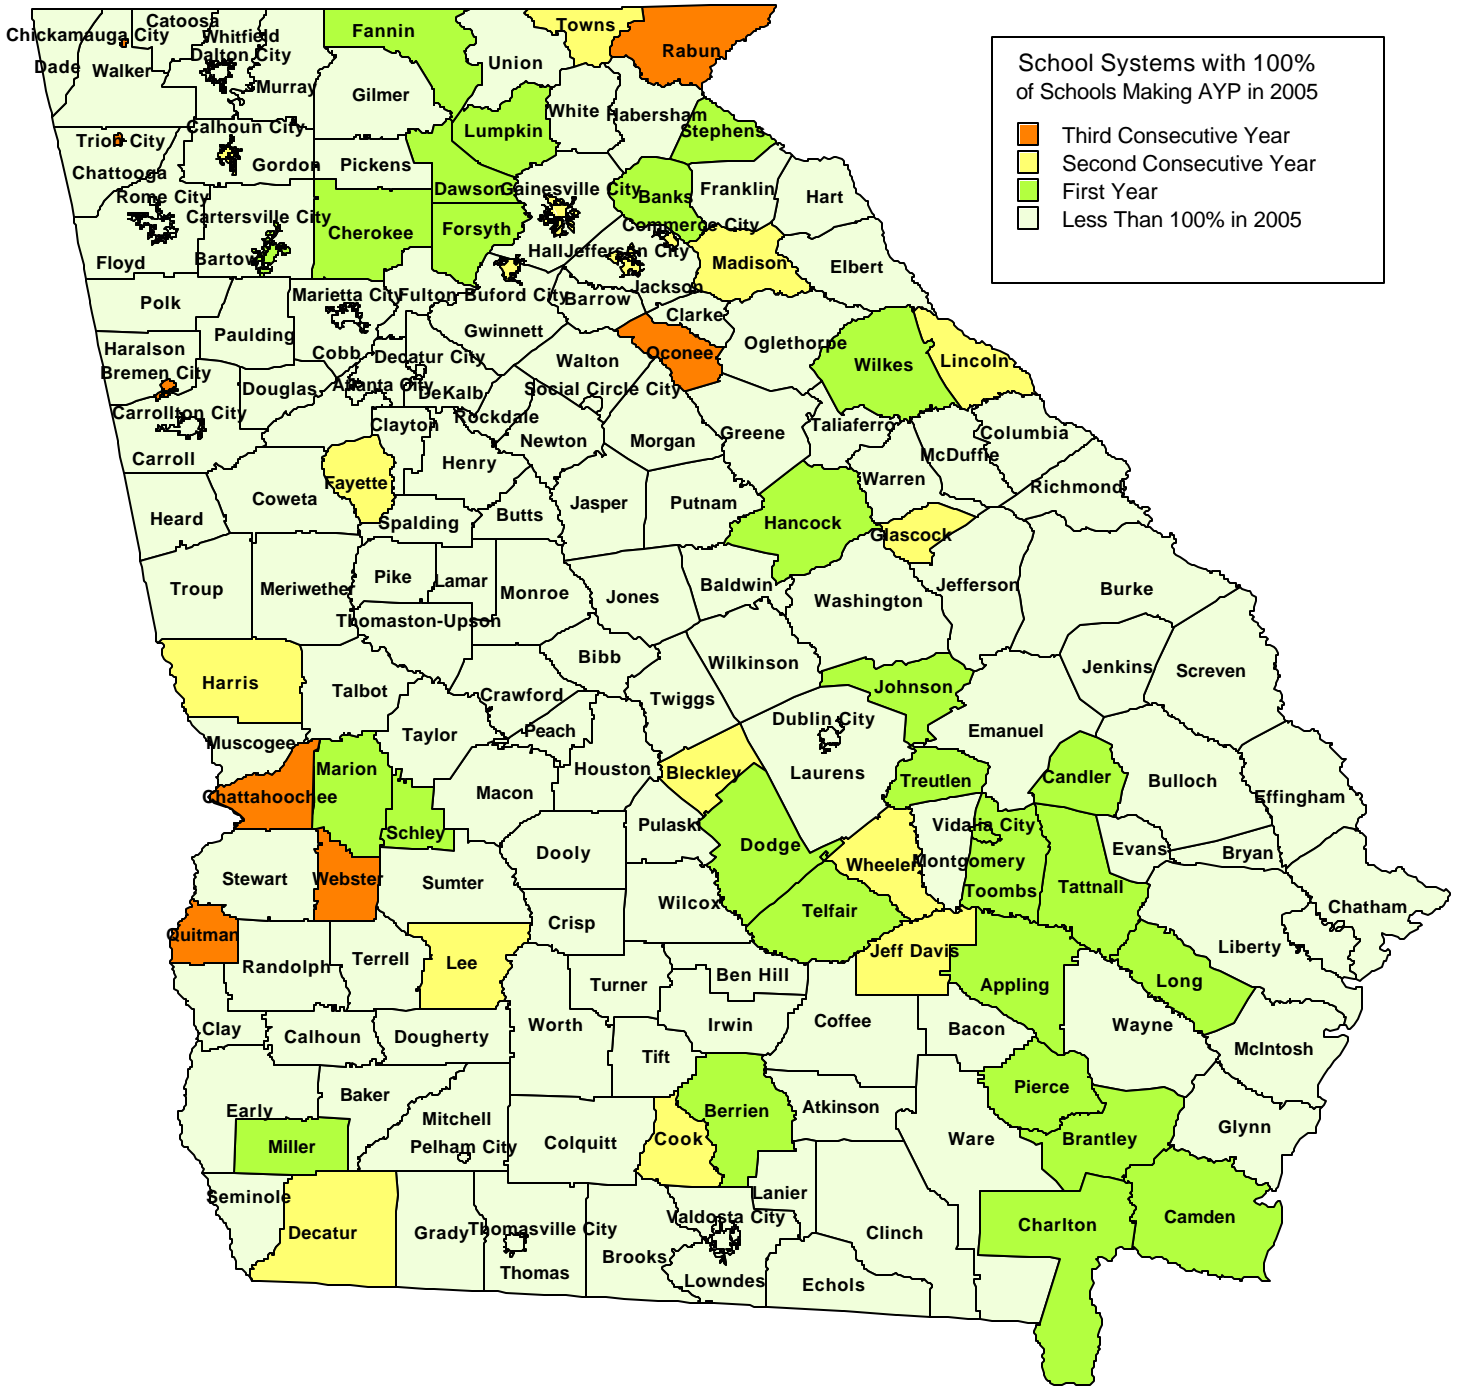 School Systems with 100%
of Schools Making AYP in 2005
Third Consecutive Year
Second Consecutive Year
First Year
Less Than 100% in 2005
Catoosa
Chickamauga City
Whitfield
Dalton City
Dade
Walker
Murray
Fannin
Gilmer
Union
Towns
Rabun
White
Habersham
Lumpkin
Stephens
Trion City
Calhoun City
Chattooga
Gordon
Pickens
Dawson
Gainesville City
Banks
Franklin
Hart
Rome City
Cartersville City
Cherokee
Forsyth
Commerce City
Floyd
Bartow
Hall
Jefferson City
Madison
Elbert
Polk
Marietta City
Fulton
Buford City
Barrow
Jackson
Clarke
Paulding
Gwinnett
Haralson
Cobb
Decatur City
Walton
Oconee
Oglethorpe
Wilkes
Lincoln
Bremen City
Douglas
Atlanta City
DeKalb
Social Circle City
Carrollton City
Clayton
Rockdale
Newton
Morgan
Greene
Taliaferro
Columbia
Carroll
Henry
McDuffie
Fayette
Warren
Richmond
Heard
Coweta
Spalding
Butts
Jasper
Putnam
Hancock
Glascock
Troup
Meriwether
Pike
Lamar
Monroe
Jones
Baldwin
Washington
Jefferson
Burke
Thomaston-Upson
Harris
Talbot
Crawford
Bibb
Twiggs
Wilkinson
Johnson
Jenkins
Screven
Muscogee
Taylor
Peach
Dublin City
Emanuel
Chattahoochee
Marion
Macon
Houston
Bleckley
Laurens
Treutlen
Candler
Bulloch
Effingham
Schley
Pulaski
Dooly
Dodge
Wheeler
Vidalia City
Montgomery
Toombs
Tattnall
Evans
Bryan
Stewart
Webster
Sumter
Crisp
Wilcox
Telfair
Chatham
Quitman
Randolph
Terrell
Lee
Turner
Ben Hill
Jeff Davis
Appling
Long
Liberty
Clay
Calhoun
Dougherty
Worth
Irwin
Coffee
Bacon
Wayne
McIntosh
Tift
Early
Baker
Mitchell
Pelham City
Colquitt
Cook
Berrien
Atkinson
Ware
Pierce
Brantley
Glynn
Miller
Seminole
Decatur
Grady
Thomasville City
Thomas
Brooks
Valdosta City
Lanier
Lowndes
Echols
Clinch
Charlton
Camden